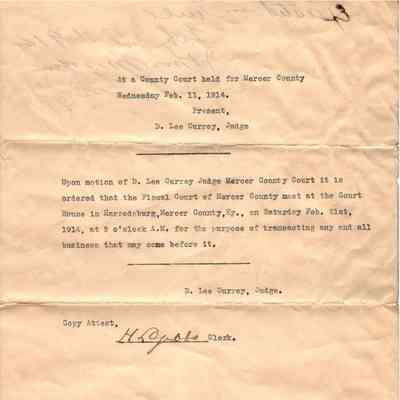 At a County Court held for Mercer County
Wednesday Feb. 11, 1914.
Present,
D. Lee Currey, Judge
Upon motion of D. Lee Currey Judge Mercer County Court it is
ordered that the Fiscal Court of Mercer County meet at the Court
House in Harrodsburg,Mercer County,Ky., on Saturday Feb. 21st,
1914, at 9 o'clock A.M. for the purpose of transacting any and all
business that may come before it.
D. Lee Currey, Judge.
Copy Attest,
Clerk.